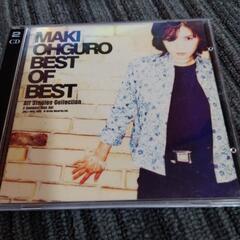 2
CD
MAKI
OHGURO
BEST
OF
BEST
All Singles Collection